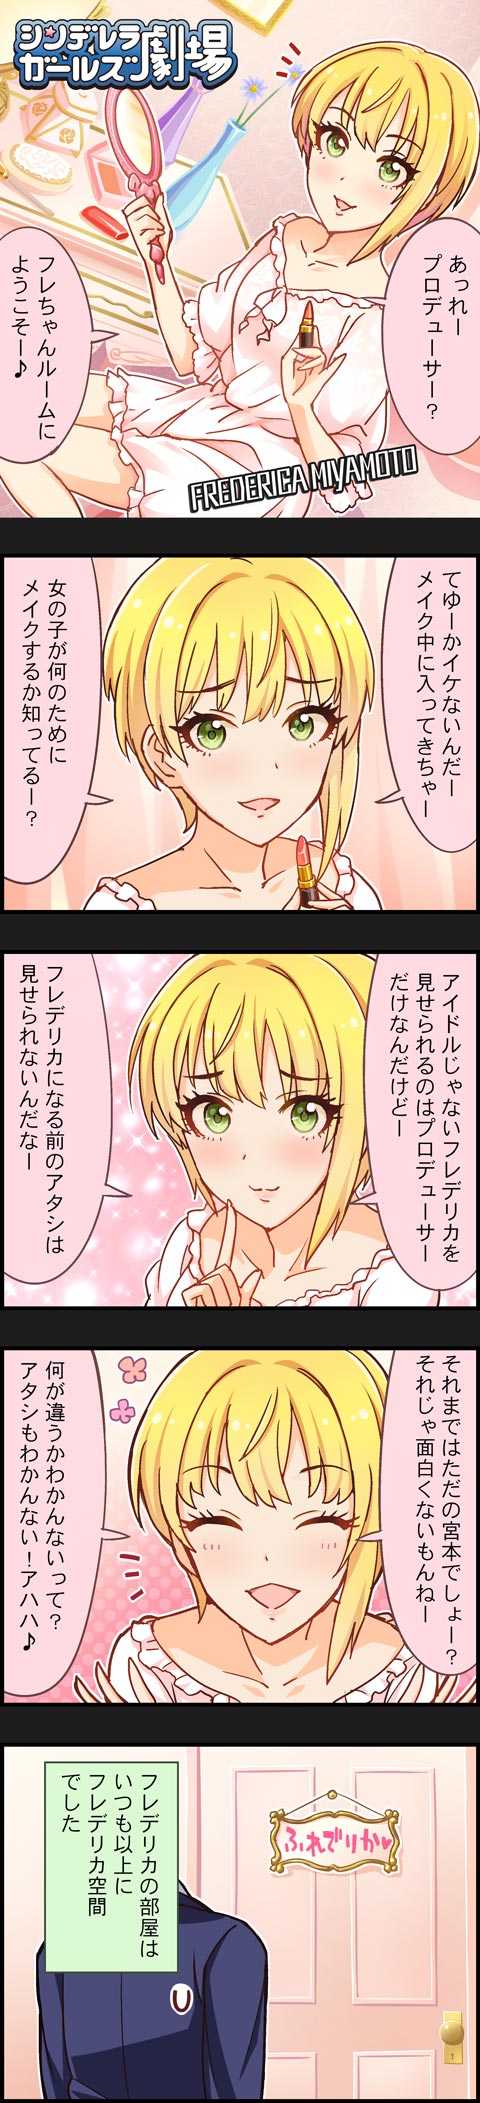 シンデレラ
ガールズ劇場
あっれー
プロデューサー？
フレちゃんルームに
ようこそー♪
FREDERICA MIYAMOTO
てゆーかイケないんだー
メイク中に入ってきちゃー
女の子が何のために
メイクするか知ってるー？
アイドルじゃないフレデリカを
見せられるのはプロデューサー
だけなんだけどー
フレデリカになる前のアタシは
見せられないんだなー
それまではただの宮本でしょー？
それじゃ面白くないもんねー
何が違うかわかんないって？
アタシもわかんない！アハハ♪
フレデリカの部屋は
いつも以上に
フレデリカ空間
でした
ふれでりか♥